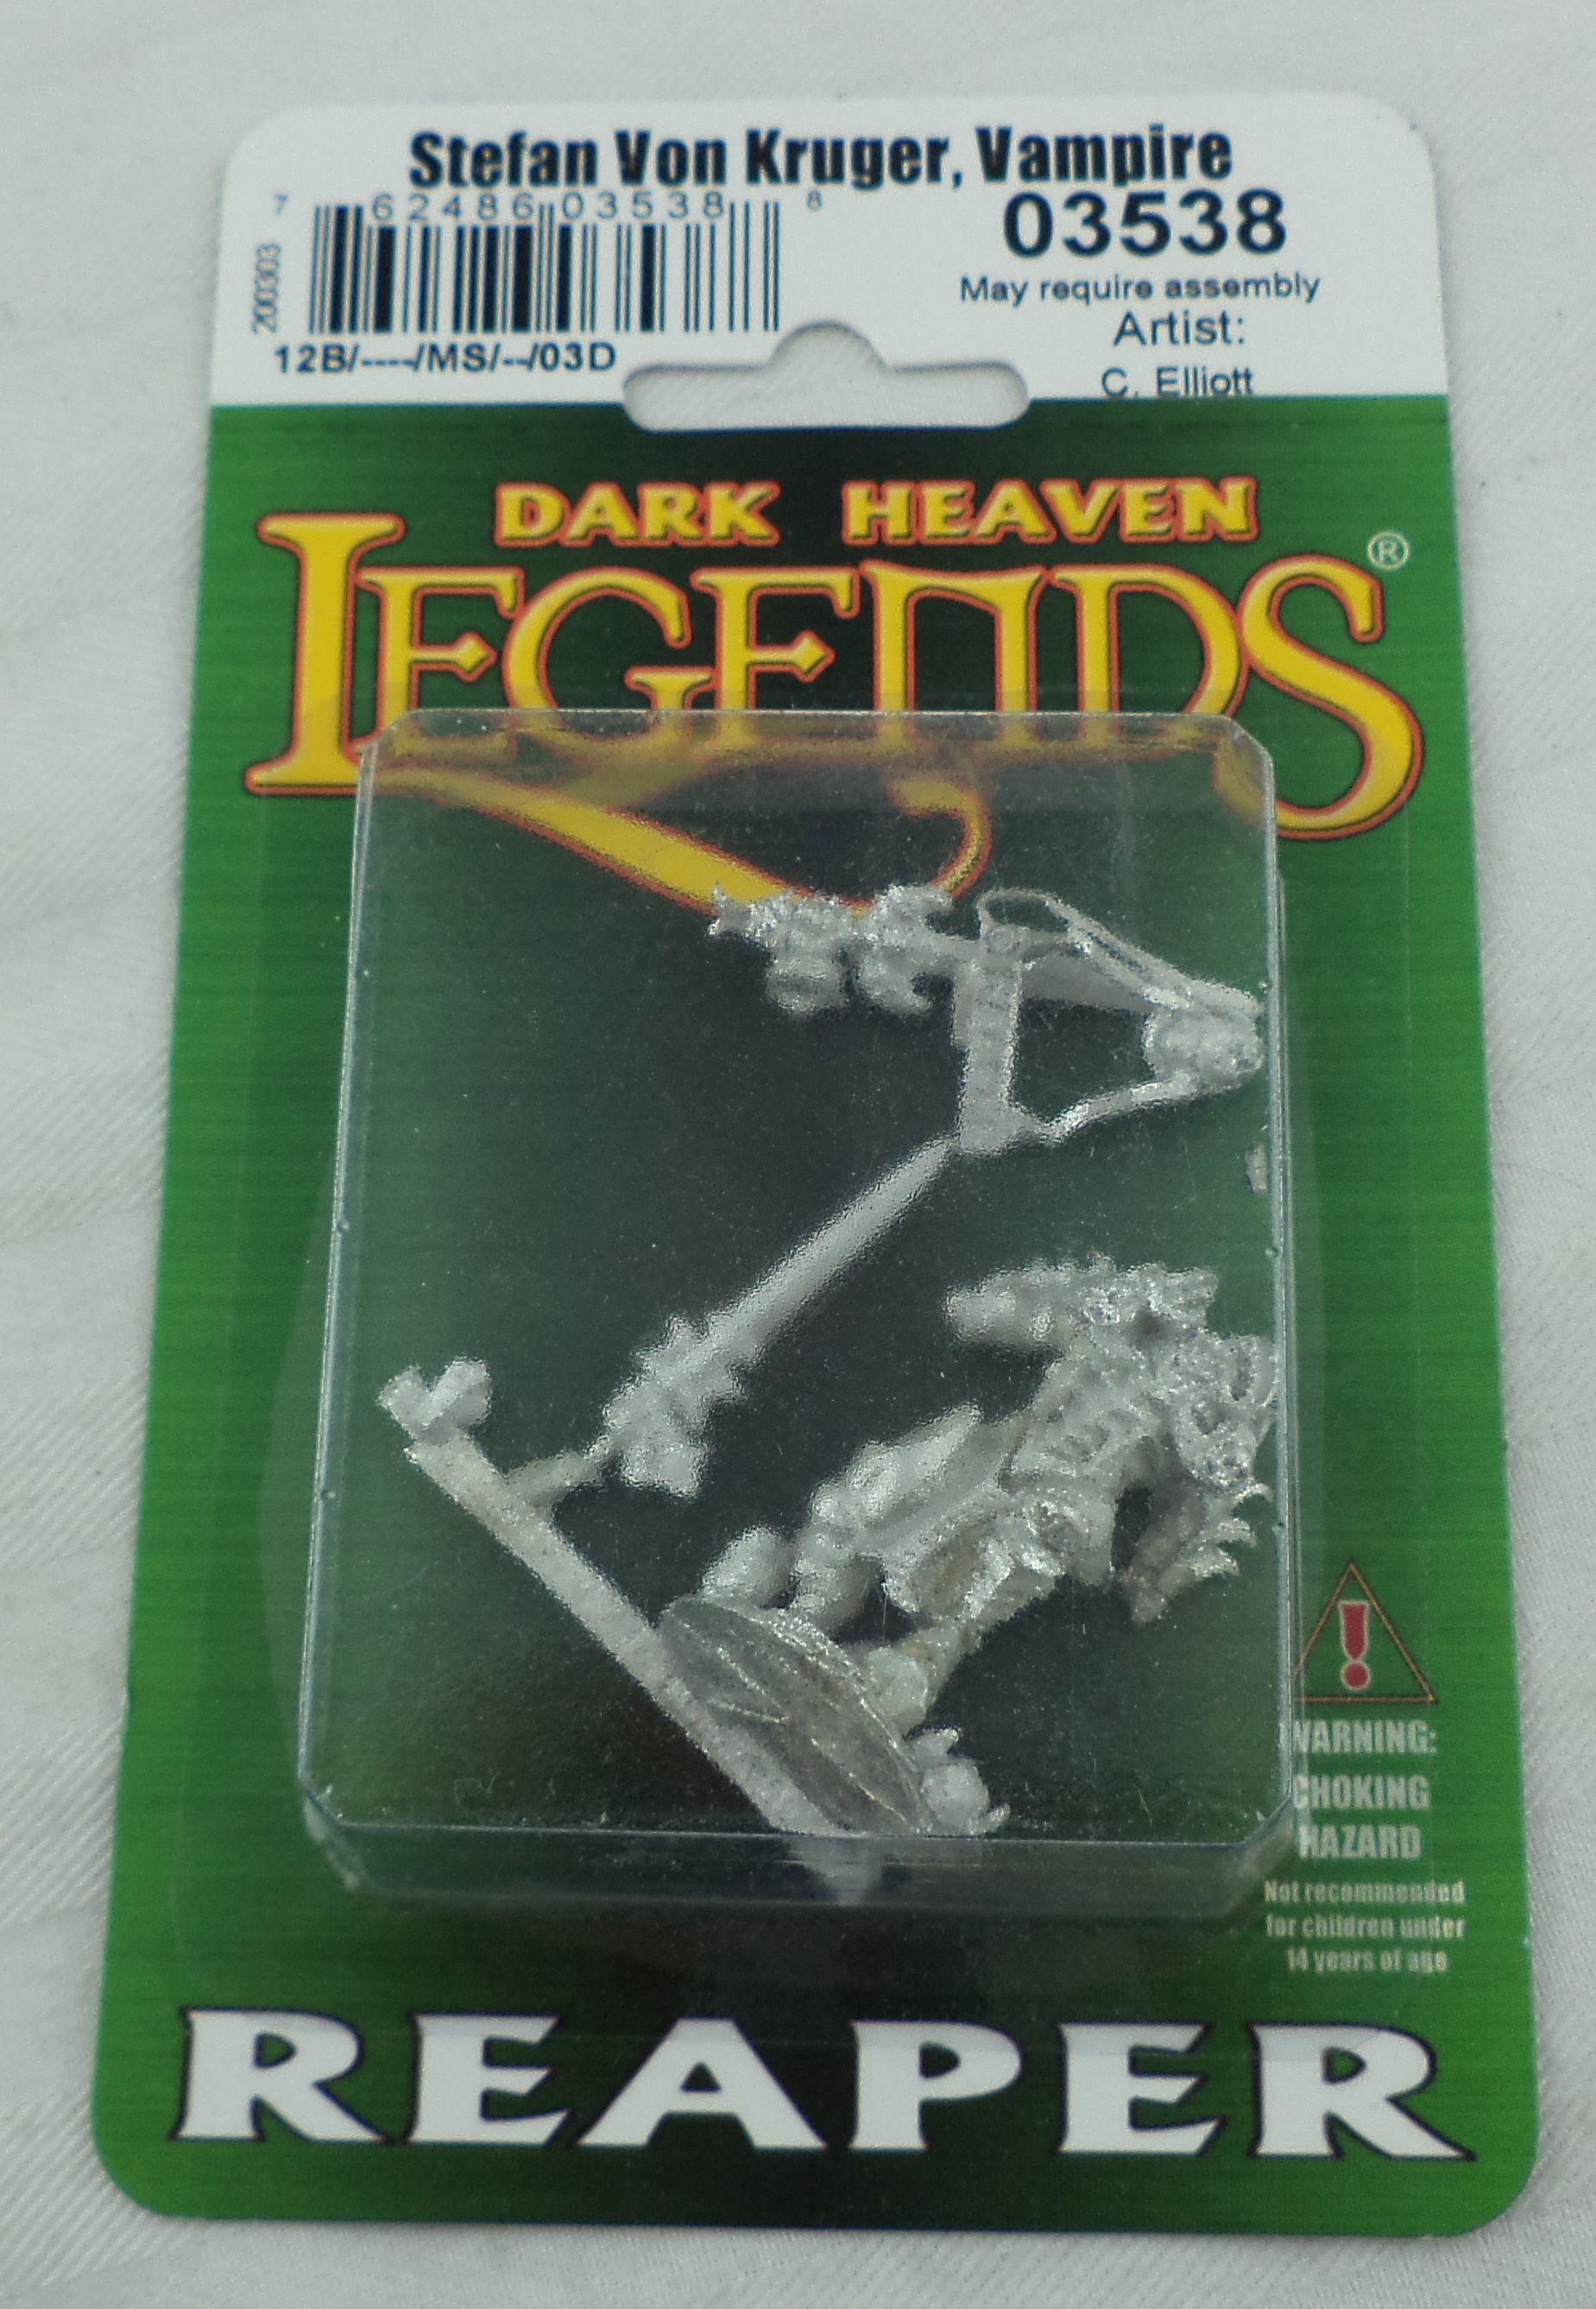 Stefan Von Kruger, Vampire
7 62486 03538 8
03538
200303
May require assembly
12B/----/MS/--/03D
Artist:
C. Elliott
DARK HEAVEN
LEGENDS®
WARNING:
CHOKING
HAZARD
Not recommended
for children under
14 years of age
REAPER